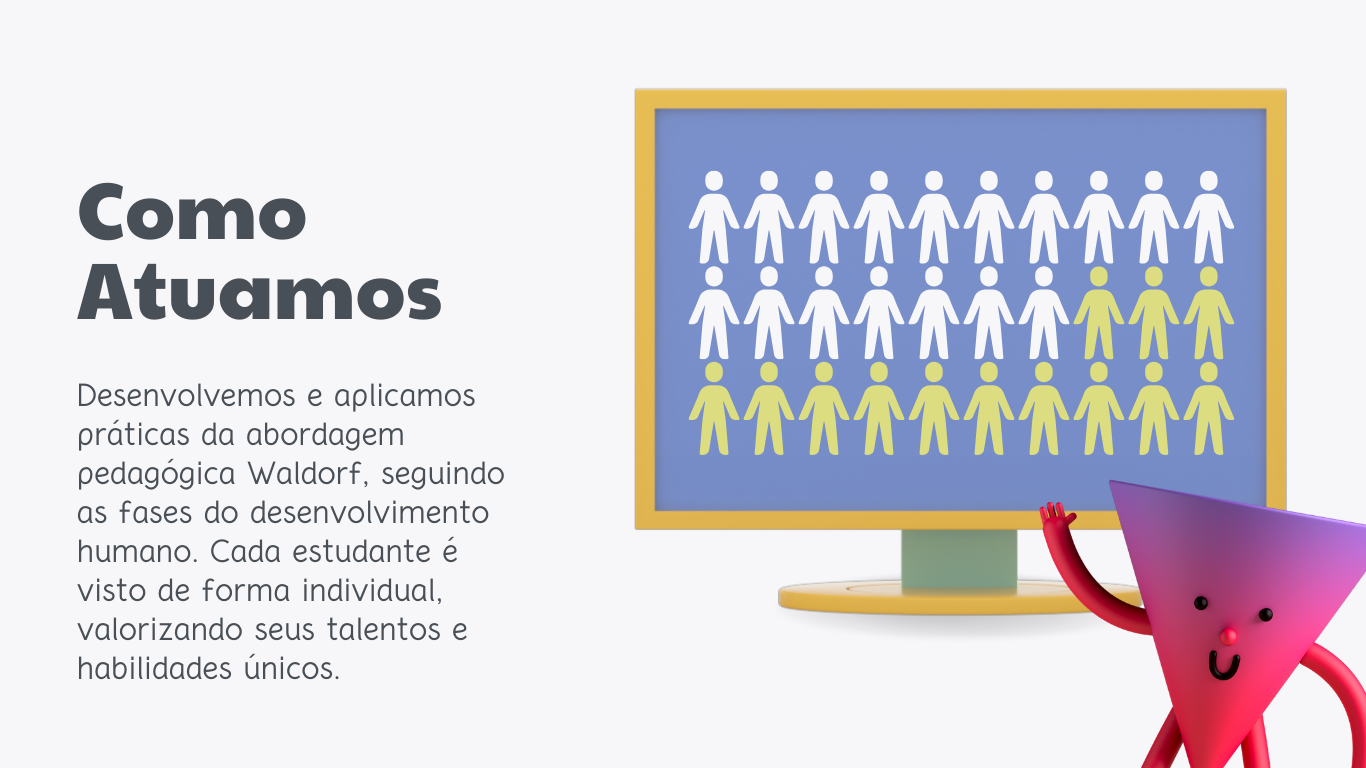 Como
Atuamos
Desenvolvemos e aplicamos
práticas da abordagem
pedagógica Waldorf, seguindo
as fases do desenvolvimento
humano. Cada estudante é
visto de forma individual,
valorizando seus talentos e
habilidades únicos.